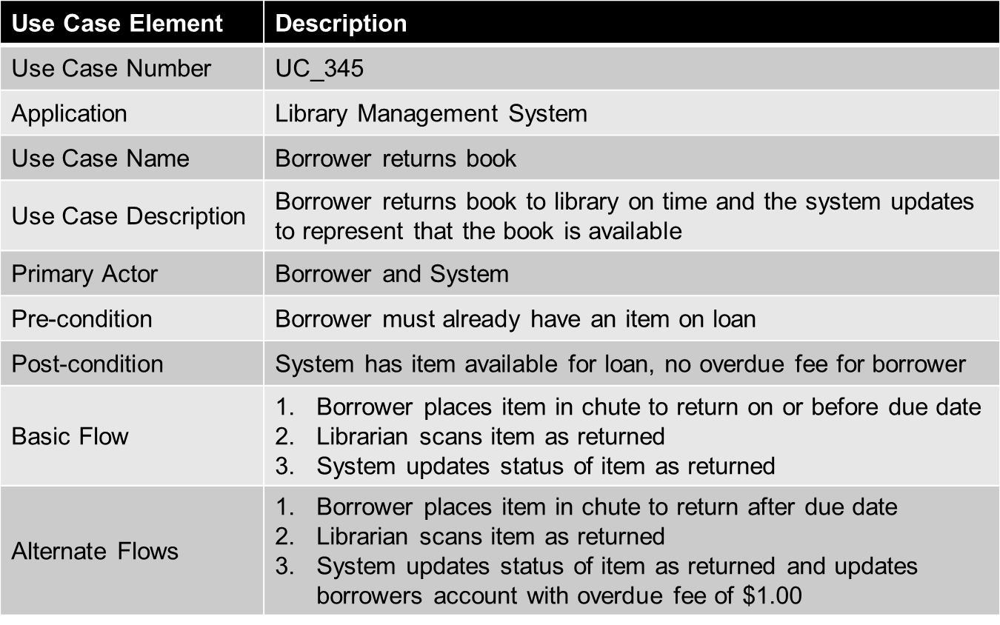 Use Case Element Description
Use Case Number UC_345
Application Library Management System
Use Case Name Borrower returns book
Use Case Description Borrower returns book to library on time and the system updates
to represent that the book is available
Primary Actor Borrower and System
Pre-condition Borrower must already have an item on loan
Post-condition System has item available for loan, no overdue fee for borrower
Basic Flow
1. Borrower places item in chute to return on or before due date
2. Librarian scans item as returned
3. System updates status of item as returned
Alternate Flows
1. Borrower places item in chute to return after due date
2. Librarian scans item as returned
3. System updates status of item as returned and updates
borrowers account with overdue fee of $1.00